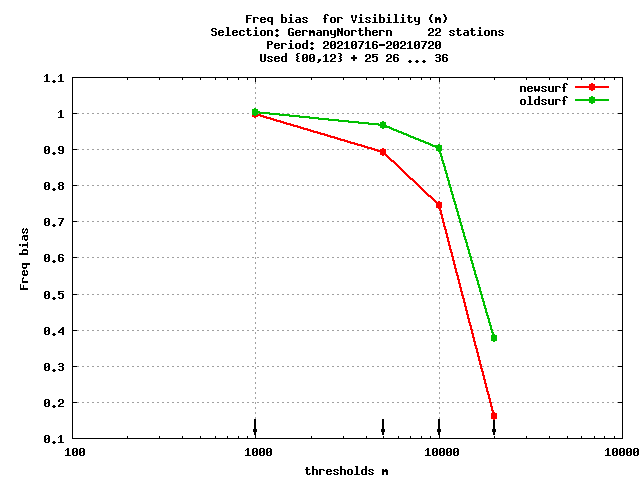 Freq bias  for Visibility (m)
Selection: GermanyNorthern     22 stations
Period: 20210716-20210720
Used {00,12} + 25 26 ... 36
newsurf
oldsurf
1.1
1
0.9
0.8
0.7
0.6
0.5
0.4
0.3
0.2
0.1
Freq bias
100
1000
10000
10000
thresholds m